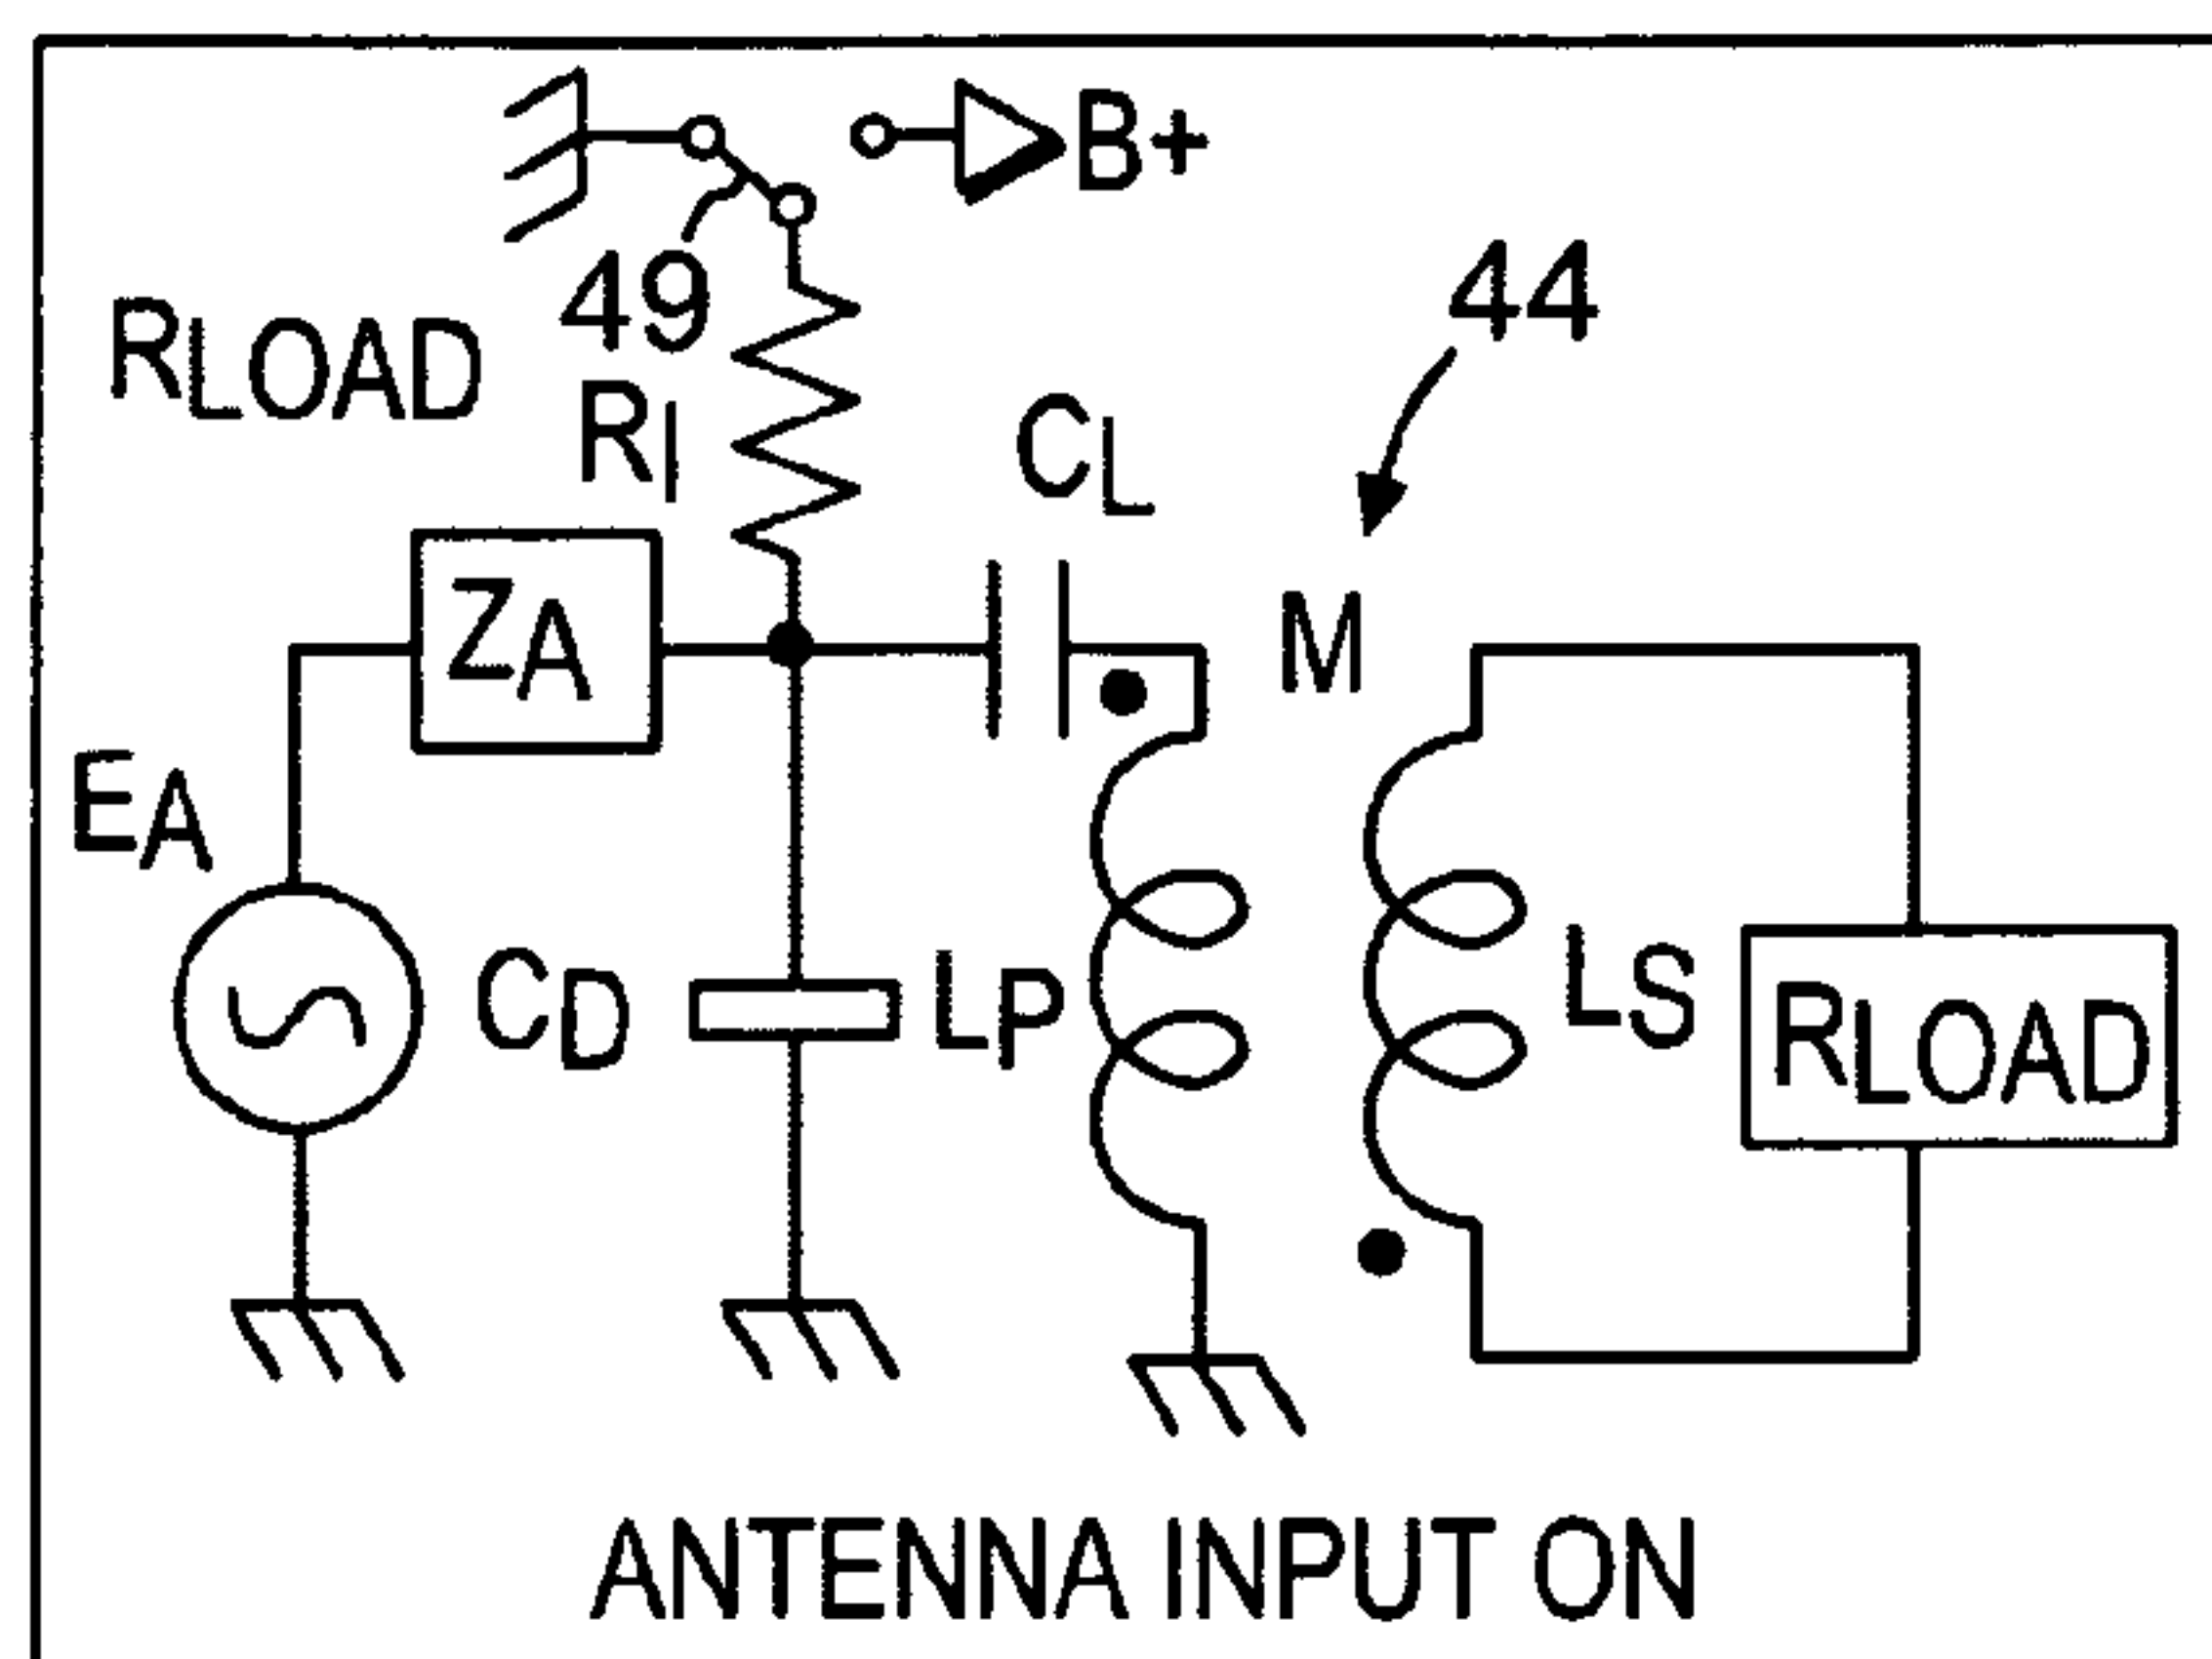 B+
49
44
RLOAD
RI
CL
ZA
M
EA
CD
LP
LS
RLOAD
ANTENNA INPUT ON